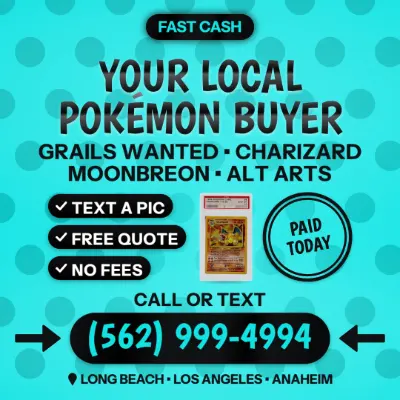 FAST CASH
YOUR LOCAL
POKÉMON BUYER
GRAILS WANTED • CHARIZARD
MOONBREON • ALT ARTS
✓ TEXT A PIC
✓ FREE QUOTE
✓ NO FEES
PAID
TODAY
CALL OR TEXT
(562) 999-4994
LONG BEACH • LOS ANGELES • ANAHEIM